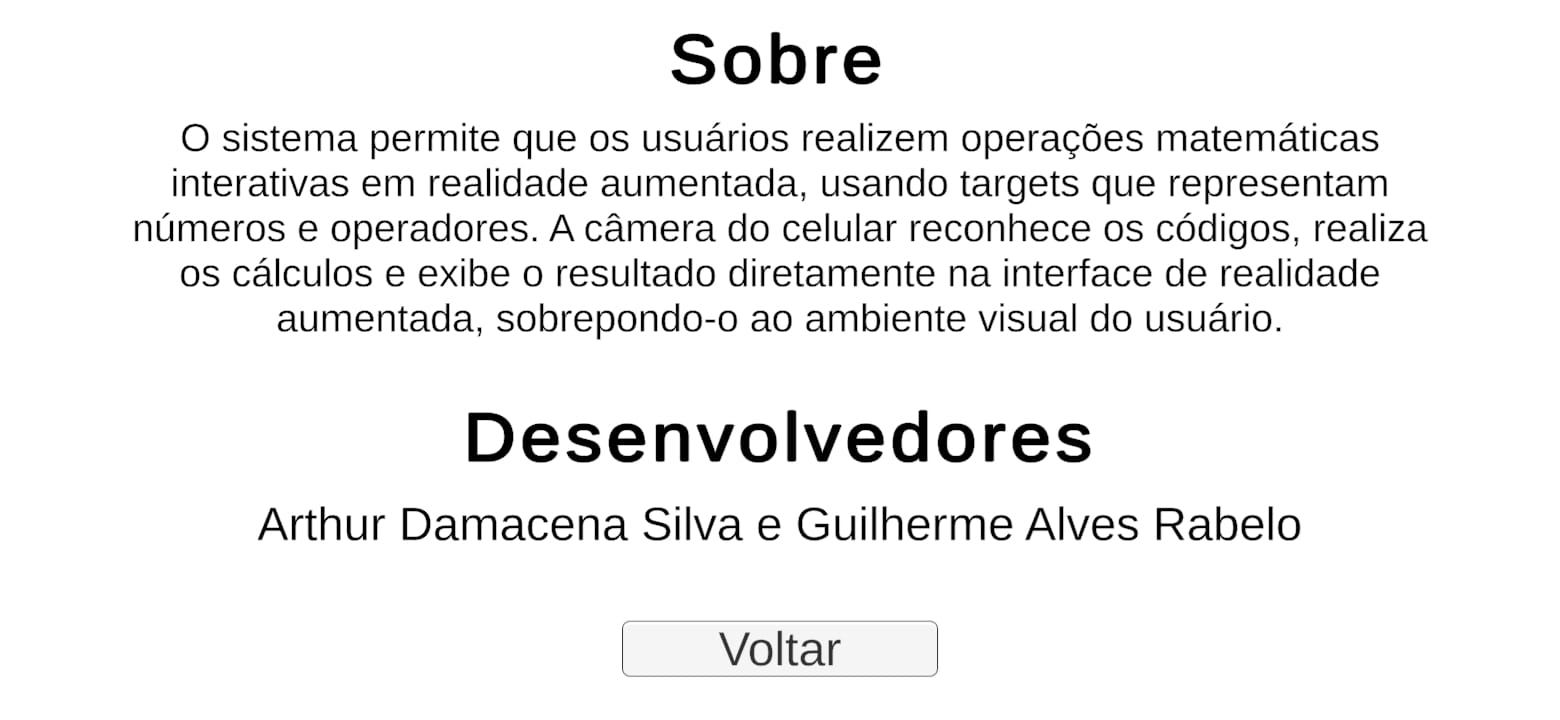 Sobre
O sistema permite que os usuários realizem operações matemáticas
interativas em realidade aumentada, usando targets que representam
números e operadores. A câmera do celular reconhece os códigos, realiza
os cálculos e exibe o resultado diretamente na interface de realidade
aumentada, sobrepondo-o ao ambiente visual do usuário.
Desenvolvedores
Arthur Damacena Silva e Guilherme Alves Rabelo
Voltar